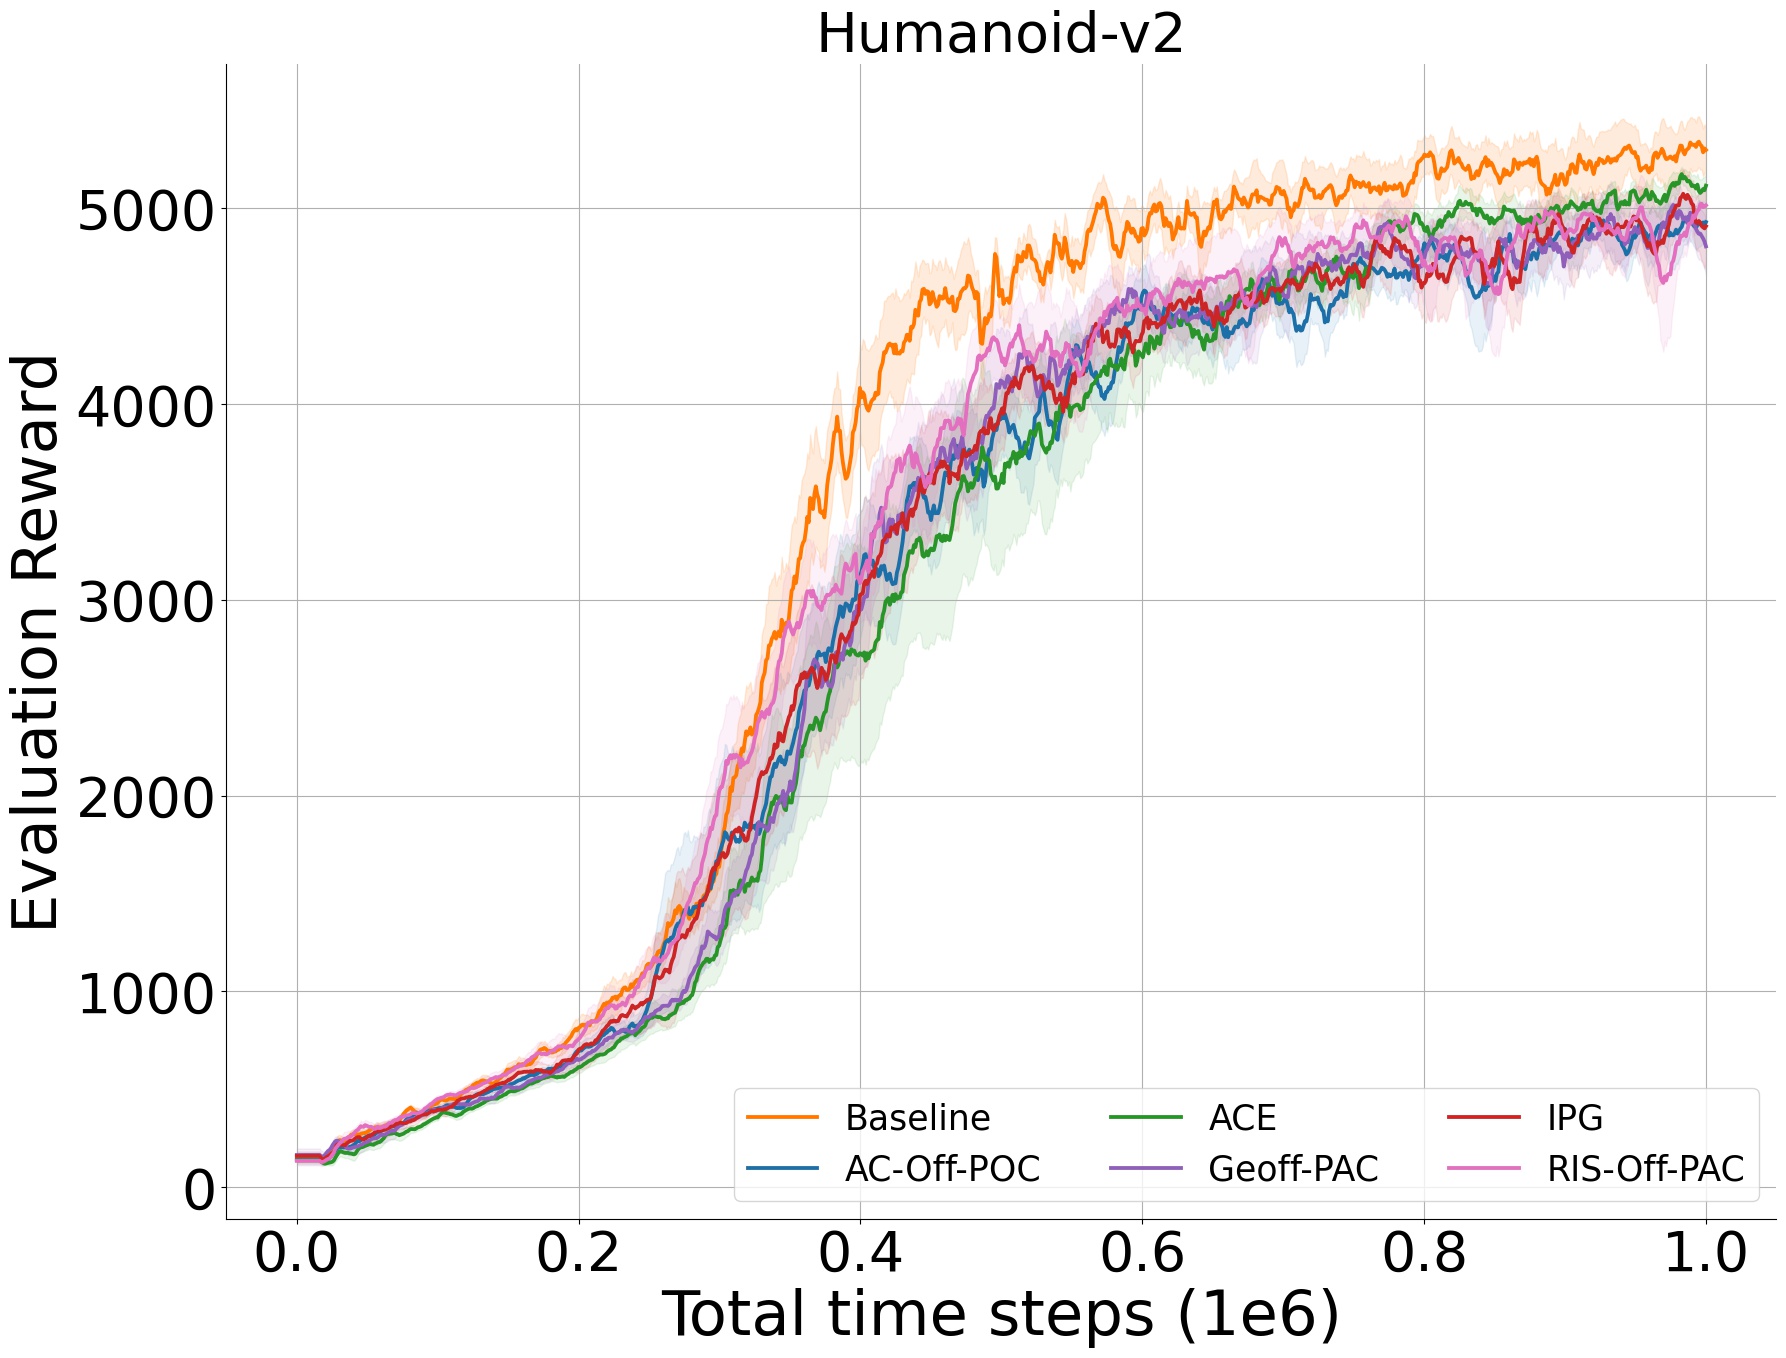 Humanoid-v2
Evaluation Reward
5000
4000
3000
2000
1000
0
Baseline
AC-Off-POC
ACE
Geoff-PAC
IPG
RIS-Off-PAC
0.0 0.2 0.4 0.6 0.8 1.0
Total time steps (1e6)